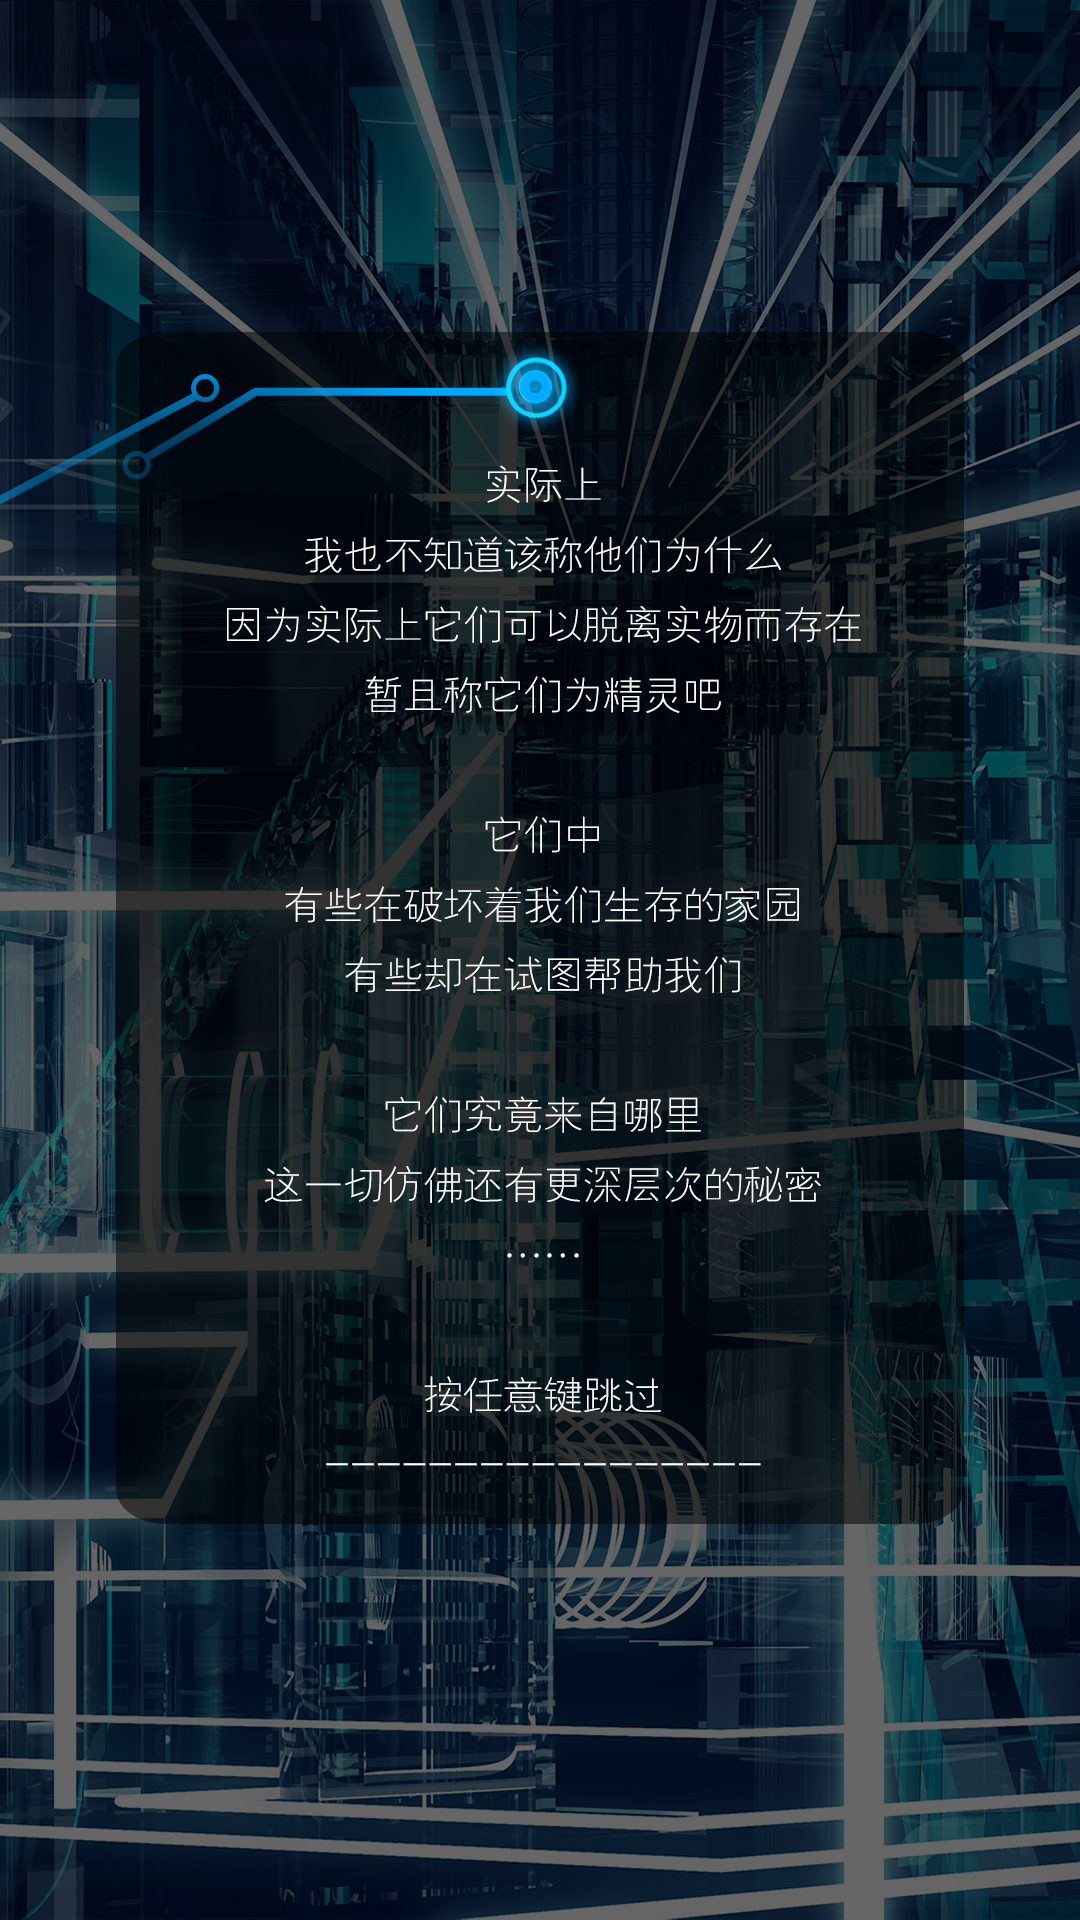 实际上
我也不知道该称他们为什么
因为实际上它们可以脱离实物而存在
暂且称它们为精灵吧
它们中
有些在破坏着我们生存的家园
有些却在试图帮助我们
它们究竟来自哪里
这一切仿佛还有更深层次的秘密
……
按任意键跳过